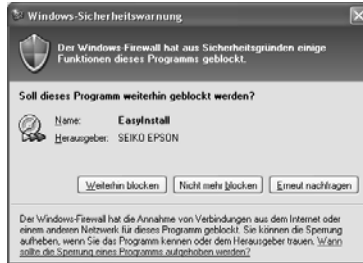 Windows-Sicherheitswarnung
Der Windows-Firewall hat aus Sicherheitsgründen einige
Funktionen dieses Programms geblockt.
Soll dieses Programm weiterhin geblockt werden?
Name: EasyInstall
Herausgeber: SEIKO EPSON
Weiterhin blocken Nicht mehr blocken Erneut nachfragen
Der Windows-Firewall hat die Annahme von Verbindungen aus dem Internet oder
einem anderen Netzwerk für dieses Programm geblockt. Sie können die Sperrung
aufheben, wenn Sie das Programm kennen oder dem Herausgeber trauen. Wann
sollte die Sperrung eines Programms aufgehoben werden?